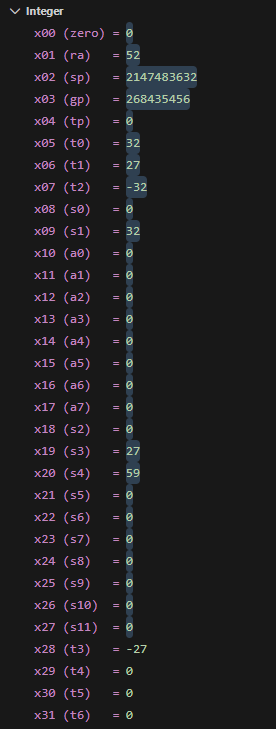 Integer
x00 (zero) = 0
x01 (ra) = 52
x02 (sp) = 2147483632
x03 (gp) = 268435456
x04 (tp) = 0
x05 (t0) = 32
x06 (t1) = 27
x07 (t2) = -32
x08 (s0) = 0
x09 (s1) = 32
x10 (a0) = 0
x11 (a1) = 0
x12 (a2) = 0
x13 (a3) = 0
x14 (a4) = 0
x15 (a5) = 0
x16 (a6) = 0
x17 (a7) = 0
x18 (s2) = 0
x19 (s3) = 27
x20 (s4) = 59
x21 (s5) = 0
x22 (s6) = 0
x23 (s7) = 0
x24 (s8) = 0
x25 (s9) = 0
x26 (s10) = 0
x27 (s11) = 0
x28 (t3) = -27
x29 (t4) = 0
x30 (t5) = 0
x31 (t6) = 0